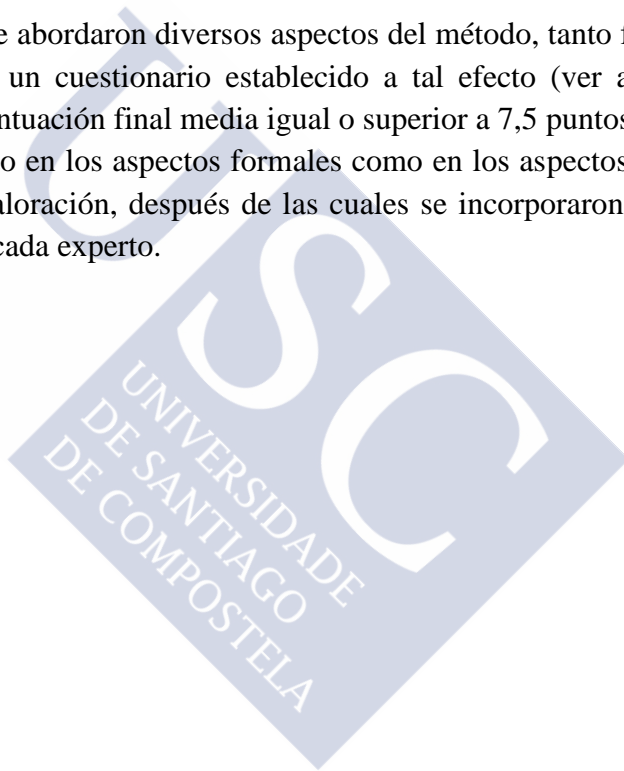 e abordaron diversos aspectos del método, tanto f
un cuestionario establecido a tal efecto (ver a
ntuación final media igual o superior a 7,5 puntos
o en los aspectos formales como en los aspectos
aloración, después de las cuales se incorporaron
cada experto.
USC
UNIVERSIDADE
DE SANTIAGO
DE COMPOSTELA